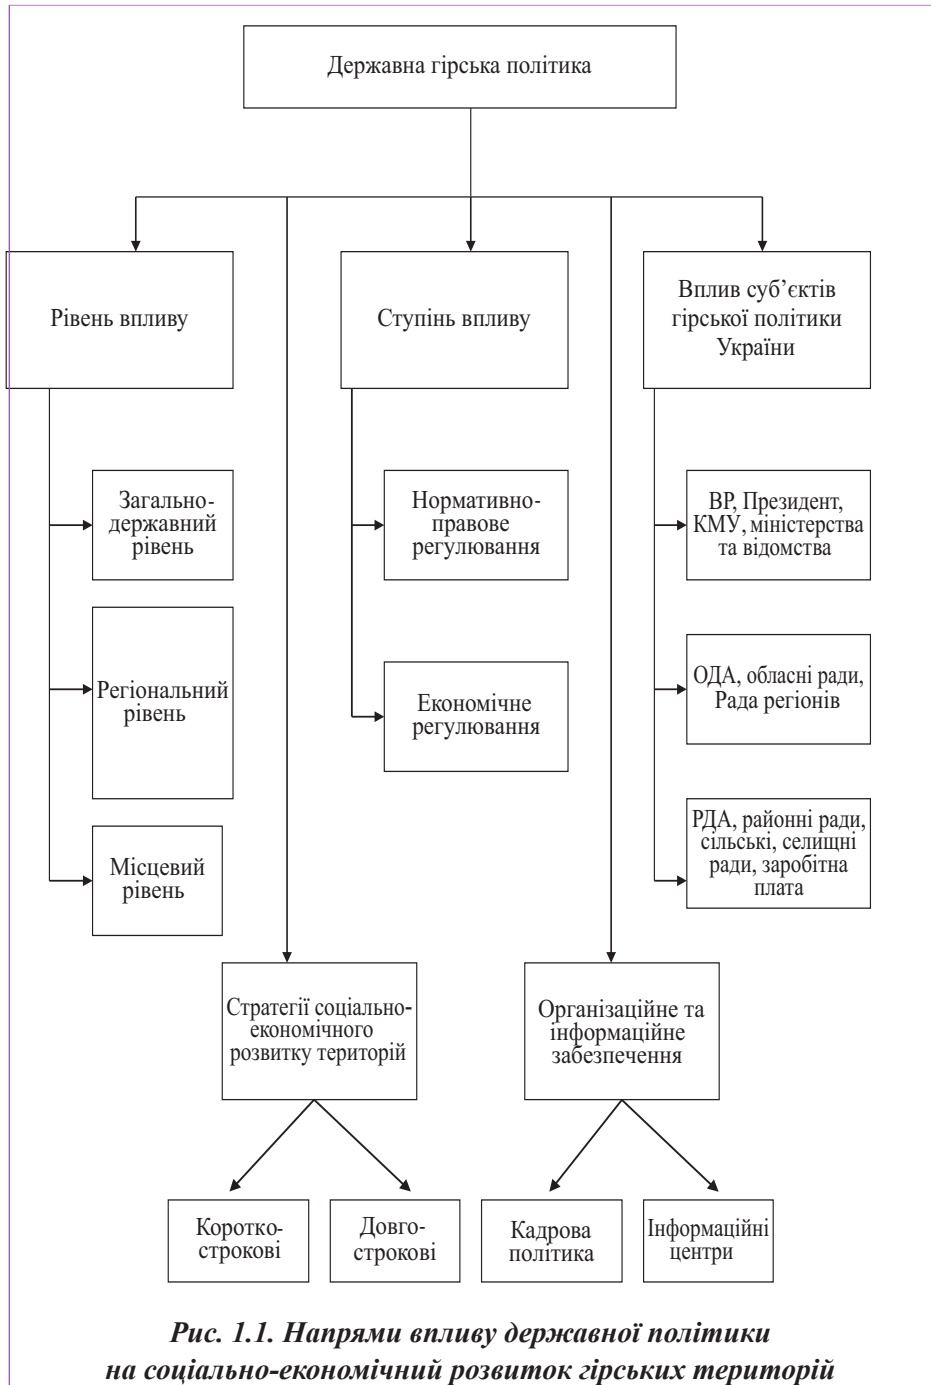 Державна гірська політика
Рівень впливу
Ступінь впливу
Вплив суб’єктів
гірської політики
України
Загально-
державний
рівень
Регіональний
рівень
Місцевий
рівень
Нормативно-
правове
регулювання
Економічне
регулювання
ВР, Президент,
КМУ, міністерства
та відомства
ОДА, обласні ради,
Рада регіонів
РДА, районні ради,
сільські, селищні
ради, заробітна
плата
Стратегії соціально-
економічного
розвитку територій
Організаційне та
інформаційне
забезпечення
Коротко-
строкові
Довго-
строкові
Кадрова
політика
Інформаційні
центри
Рис. 1.1. Напрями впливу державної політики
на соціально-економічний розвиток гірських територій